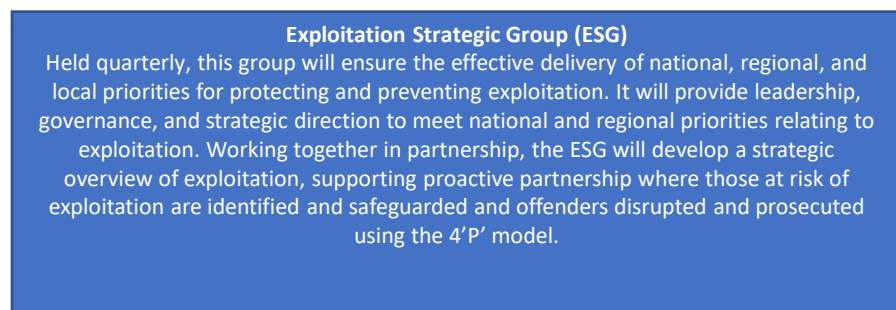 Exploitation Strategic Group (ESG)
Held quarterly, this group will ensure the effective delivery of national, regional, and
local priorities for protecting and preventing exploitation. It will provide leadership,
governance, and strategic direction to meet national and regional priorities relating to
exploitation. Working together in partnership, the ESG will develop a strategic
overview of exploitation, supporting proactive partnership where those at risk of
exploitation are identified and safeguarded and offenders disrupted and prosecuted
using the 4’P’ model.